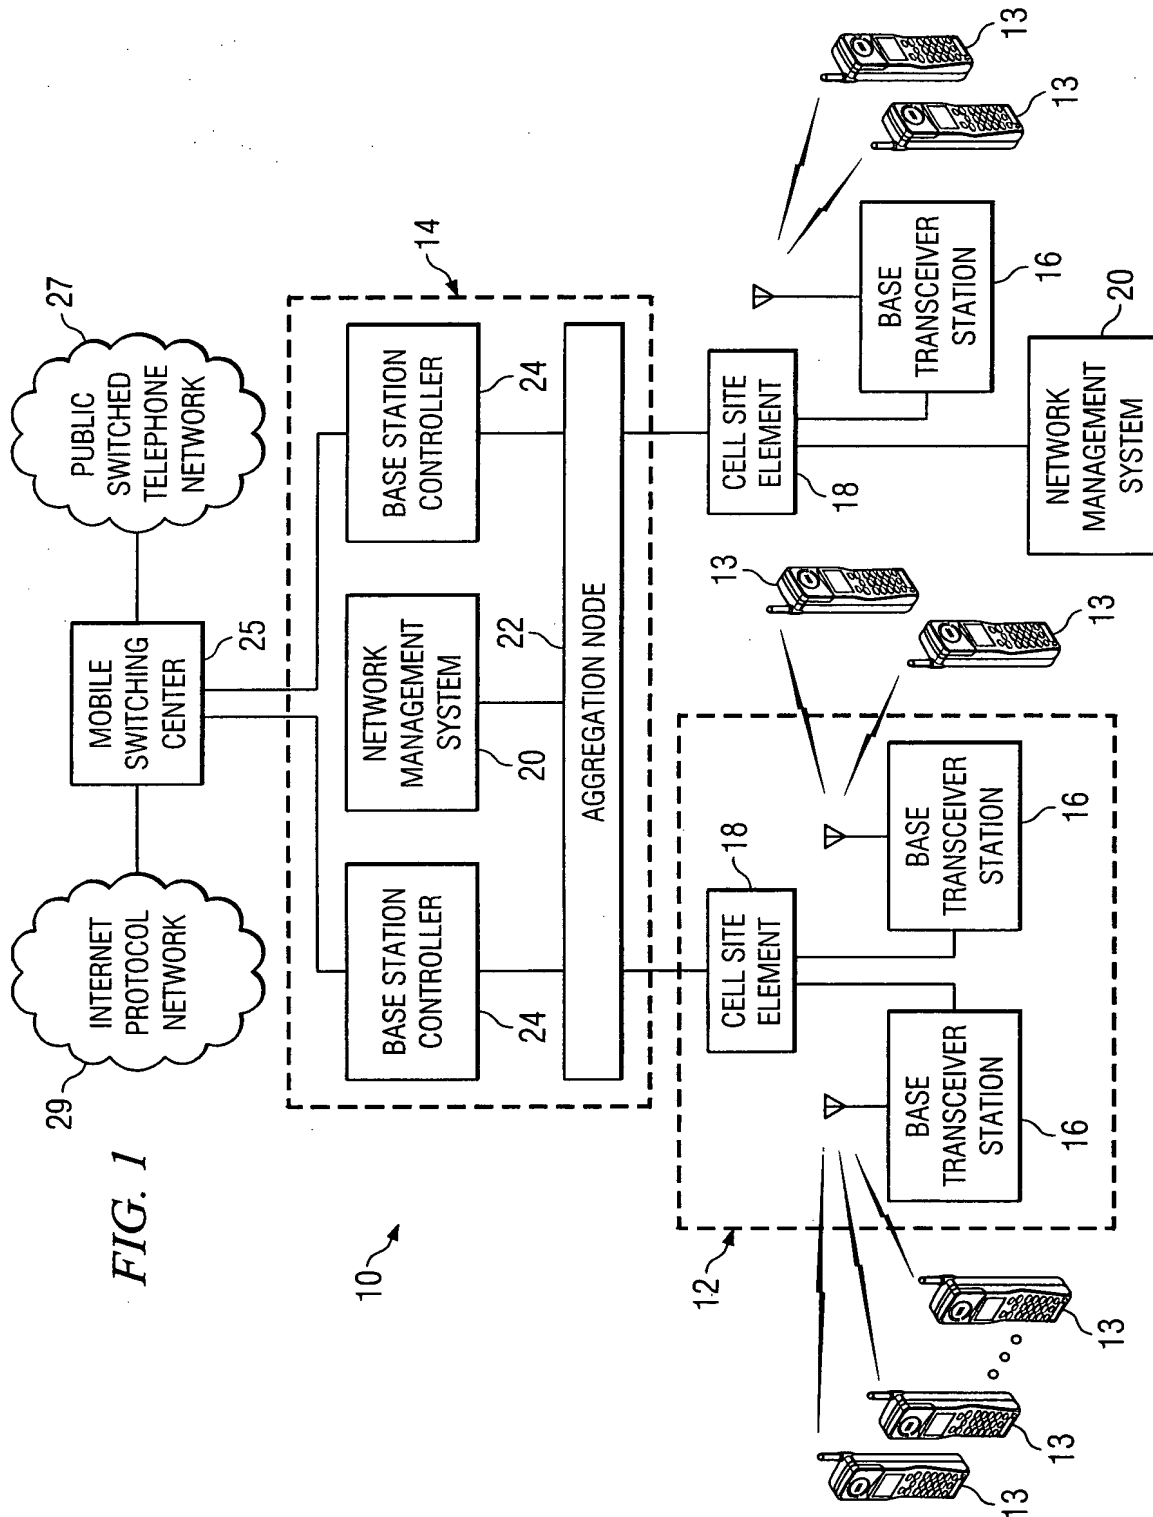 FIG. 1
10
29
INTERNET
PROTOCOL
NETWORK
MOBILE
SWITCHING
CENTER
25
PUBLIC
SWITCHED
TELEPHONE
NETWORK
27
14
BASE STATION
CONTROLLER
24
NETWORK
MANAGEMENT
SYSTEM
20
BASE STATION
CONTROLLER
24
AGGREGATION NODE
22
12
CELL SITE
ELEMENT
18
BASE
TRANSCEIVER
STATION
16
BASE
TRANSCEIVER
STATION
16
13
13
13
13
13
CELL SITE
ELEMENT
18
BASE
TRANSCEIVER
STATION
16
NETWORK
MANAGEMENT
SYSTEM
20
13
13